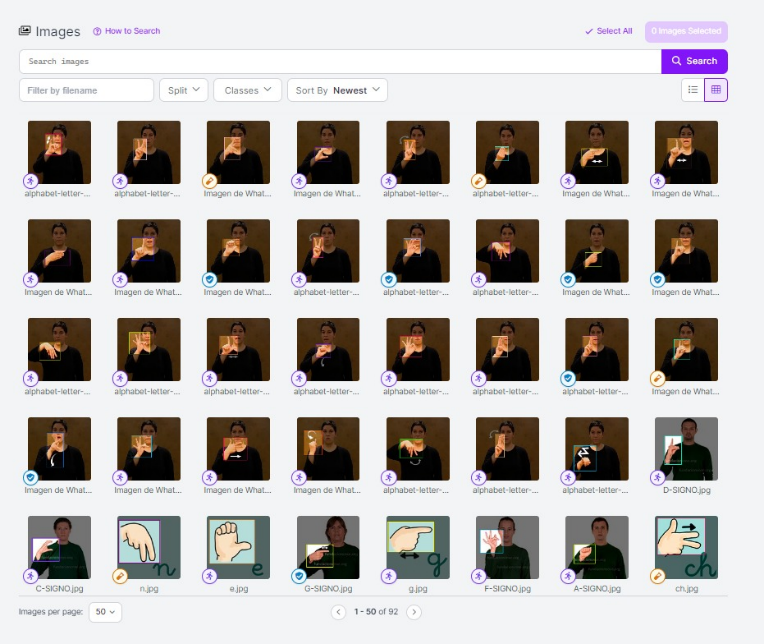 Images
How to Search
Select All
0 Images Selected
Search images
Search
Filter by filename
Split
Classes
Sort By Newest
alphabet-letter-... alphabet-letter-... Imagen de What... Imagen de What... alphabet-letter-... alphabet-letter-... Imagen de What... Imagen de What...
Imagen de What... Imagen de What... Imagen de What... alphabet-letter-... alphabet-letter-... alphabet-letter-... Imagen de What... Imagen de What...
alphabet-letter-... alphabet-letter-... alphabet-letter-... alphabet-letter-... alphabet-letter-... alphabet-letter-... alphabet-letter-... Imagen de What...
Imagen de What... Imagen de What... Imagen de What... Imagen de What... alphabet-letter-... alphabet-letter-... alphabet-letter-... D-SIGNO.jpg
n
e
g
ch
C-SIGNO.jpg n.jpg e.jpg G-SIGNO.jpg g.jpg F-SIGNO.jpg A-SIGNO.jpg ch.jpg
Images per page: 50
1 - 50 of 92